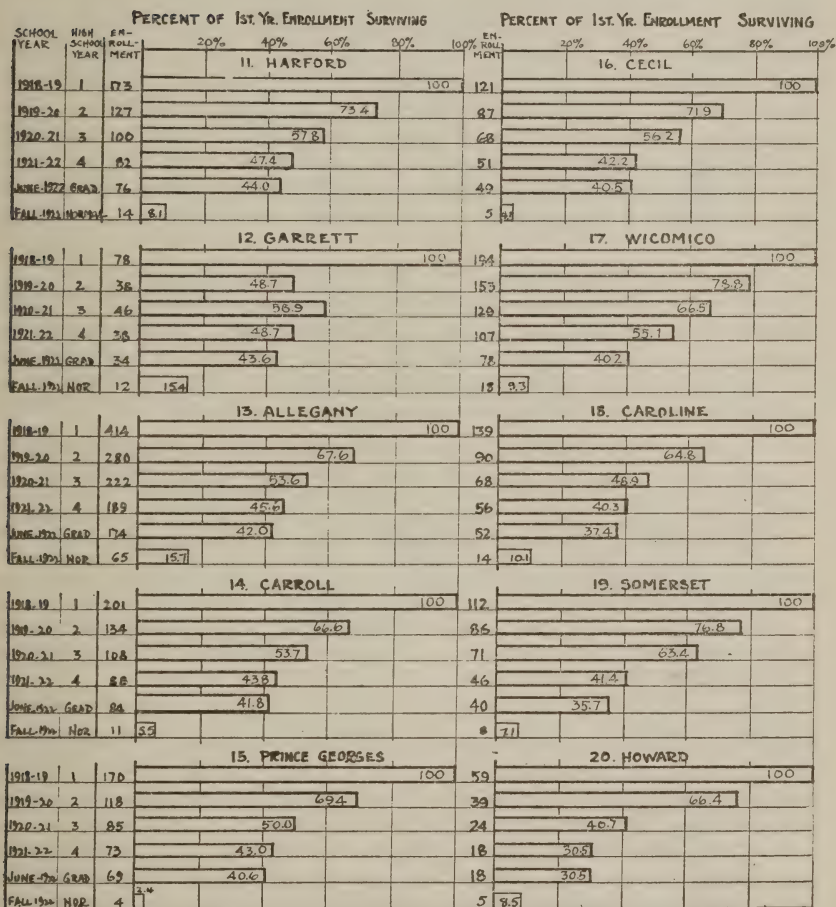 PERCENT OF 1ST. YR. ENROLLMENT SURVIVING PERCENT OF 1ST. YR. ENROLLMENT SURVIVING
SCHOOL YEAR HIGH SCHOOL YEAR EN-ROLL-MENT 20% 40% 60% 80% 100% EN-ROLL MENT 20% 40% 60% 80% 100%
11. HARFORD 16. CECIL
1918-19 1 173 100 121 100
1919-20 2 127 73.4 87 71.9
1920-21 3 100 57.8 68 56.2
1921-22 4 82 47.4 51 42.2
JUNE-1922 GRAD 76 44.0 49 40.5
FALL-1922 NORMAL 14 8.1 5
12. GARRETT 17. WICOMICO
1918-19 1 78 100 194 100
1919-20 2 38 48.7 153 78.8
1920-21 3 46 58.9 129 66.5
1921-22 4 38 48.7 107 55.1
JUNE-1922 GRAD 34 43.6 78 40.2
FALL-1922 NOR. 12 15.4 18 9.3
13. ALLEGANY 18. CAROLINE
1918-19 1 414 100 139 100
1919-20 2 280 67.6 90 64.8
1920-21 3 222 53.6 68 48.9
1921-22 4 189 45.6 56 40.3
JUNE-1922 GRAD 174 42.0 52 37.4
FALL-1922 NOR 65 15.7 14 10.1
14. CARROLL 19. SOMERSET
1918-19 1 201 100 112 100
1919-20 2 134 66.6 86 76.8
1920-21 3 108 53.7 71 63.4
1921-22 4 88 43.8 46 41.4
JUNE-1922 GRAD 84 41.8 40 35.7
FALL-1922 NOR 11 5.5 8 7.1
15. PRINCE GEORGES 20. HOWARD
1918-19 1 170 100 59 100
1919-20 2 118 69.4 39 66.4
1920-21 3 85 50.0 24 40.7
1921-22 4 73 43.0 18 30.5
JUNE-1922 GRAD 69 40.6 18 30.5
FALL 1922 NOR 4 2.4 5 8.5